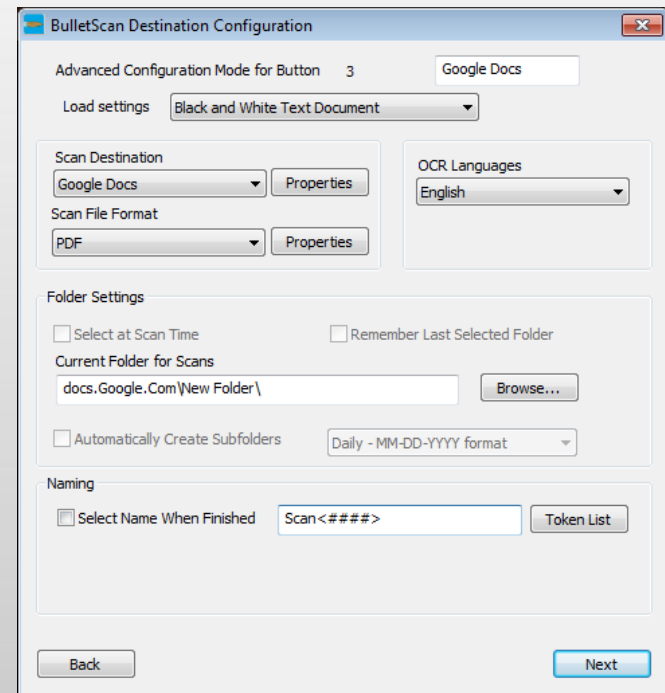 BulletScan Destination Configuration
Advanced Configuration Mode for Button 3 Google Docs
Load settings Black and White Text Document
Scan Destination
Google Docs Properties
Scan File Format
PDF Properties
OCR Languages
English
Folder Settings
Select at Scan Time Remember Last Selected Folder
Current Folder for Scans
docs.Google.Com\New Folder\ Browse...
Automatically Create Subfolders Daily - MM-DD-YYYY format
Naming
Select Name When Finished Scan<####> Token List
Back Next